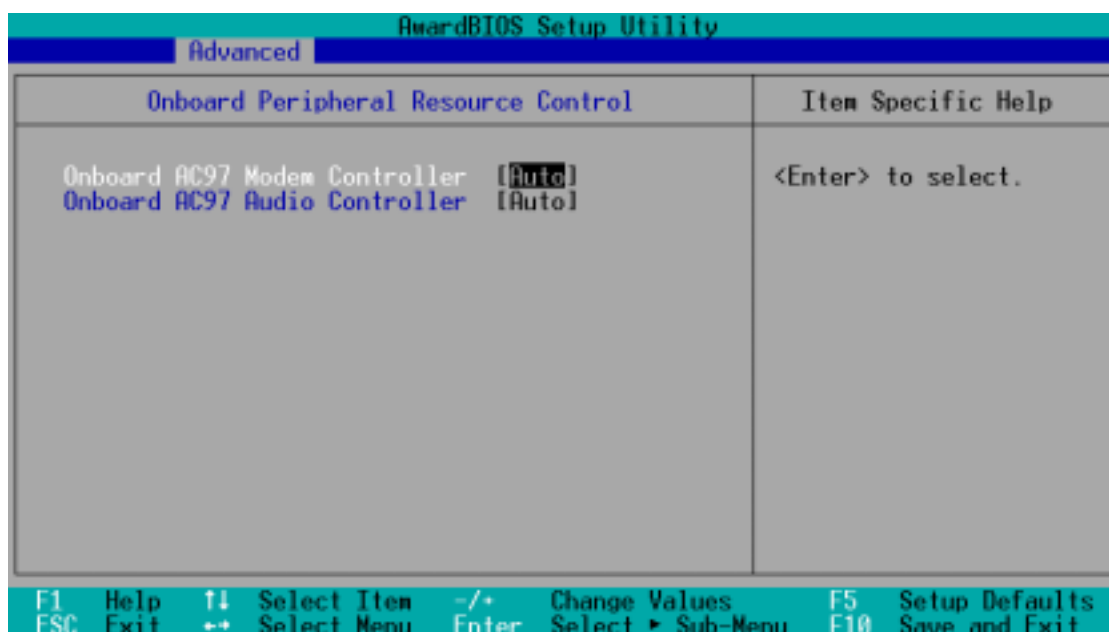 AwardBIOS Setup Utility
Advanced
Onboard Peripheral Resource Control
Item Specific Help
Onboard AC97 Modem Controller [Auto]
Onboard AC97 Audio Controller [Auto]
<Enter> to select.
F1 Help ↑↓ Select Item -/+ Change Values F5 Setup Defaults
ESC Exit ←→ Select Menu Enter Select ► Sub-Menu F10 Save and Exit